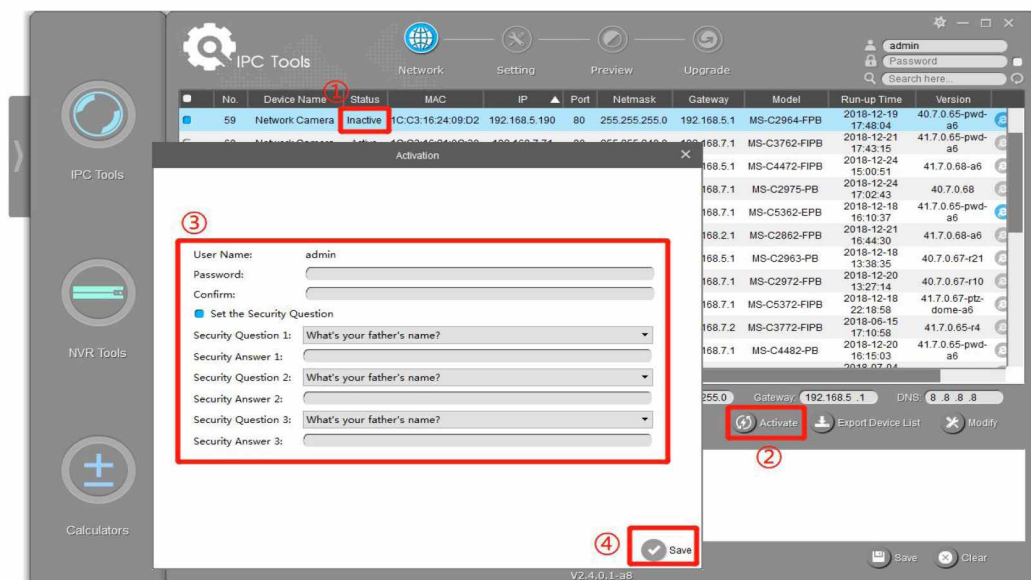 IPC Tools
Network
Setting
Preview
Upgrade
admin
Password
Search here...
①
No. Device Name Status MAC IP Port Netmask Gateway Model Run-up Time Version
59 Network Camera Inactive 1C:C3:16:24:09:D2 192.168.5.190 80 255.255.255.0 192.168.5.1 MS-C2964-FPB 2018-12-19 17:48:04 40.7.0.65-pwd-a6
168.7.1 MS-C3762-FIPB 2018-12-21 17:43:15 41.7.0.65-pwd-a6
168.5.1 MS-C4472-FIPB 2018-12-24 15:00:51 41.7.0.68-a6
168.7.1 MS-C2975-PB 2018-12-24 17:02:43 40.7.0.68
168.7.1 MS-C5362-EPB 2018-12-18 16:10:37 41.7.0.65-pwd-a6
168.2.1 MS-C2862-FPB 2018-12-21 16:44:30 41.7.0.68-a6
168.5.1 MS-C2963-PB 2018-12-18 13:38:35 40.7.0.67-r21
168.7.1 MS-C2972-FPB 2018-12-20 13:27:14 40.7.0.67-r10
168.7.1 MS-C5372-FIPB 2018-12-18 22:18:58 41.7.0.67-ptz-dome-a6
168.7.2 MS-C3772-FIPB 2018-06-15 17:10:58 41.7.0.65-r4
168.7.1 MS-C4482-PB 2018-12-20 16:15:03 41.7.0.65-pwd-a6
255.0 Gateway: 192.168.5 .1 DNS: 8 .8 .8 .8
Activate
Export Device List
Modify
②
Save
Clear
V2.4.0.1-a8
IPC Tools
NVR Tools
Calculators
Activation
③
User Name: admin
Password:
Confirm:
Set the Security Question
Security Question 1: What's your father's name?
Security Answer 1:
Security Question 2: What's your father's name?
Security Answer 2:
Security Question 3: What's your father's name?
Security Answer 3:
④
Save